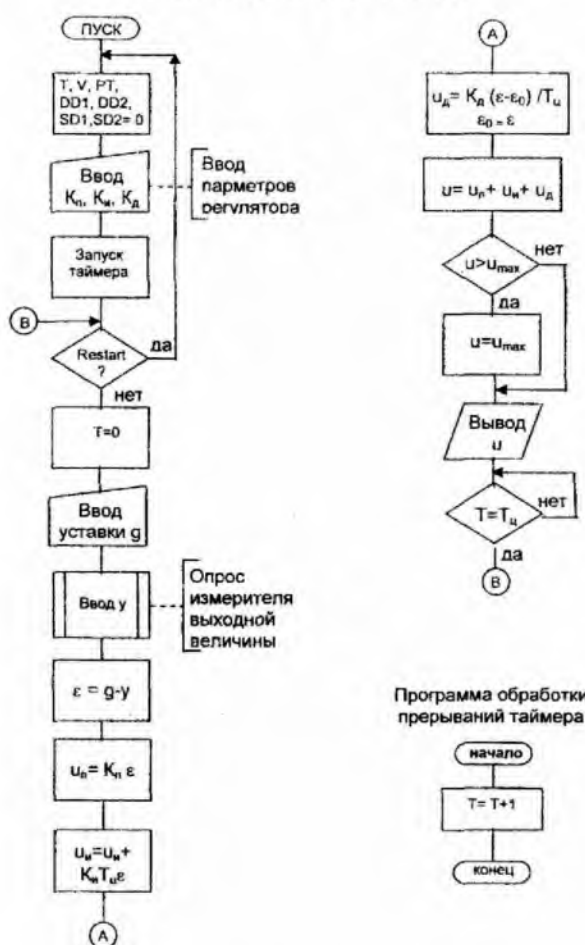 ПУСК
T, V, PT,
DD1, DD2,
SD1,SD2= 0
Ввод
Kп, Kи, Kд
Ввод
парметров
регулятора
Запуск
таймера
B
Restart
?
да
нет
T=0
Ввод
уставки g
Ввод y
Опрос
измерителя
выходной
величины
ε = g-y
uп= Kп ε
uи=uи+
KиTцε
A
A
uд= Kд (ε-ε0) /Tц
ε0 = ε
u= uп+ uи+ uд
u>umax
нет
да
u=umax
Вывод
u
T=Tц
нет
да
B
Программа обработки
прерываний таймера
начало
T= T+1
конец